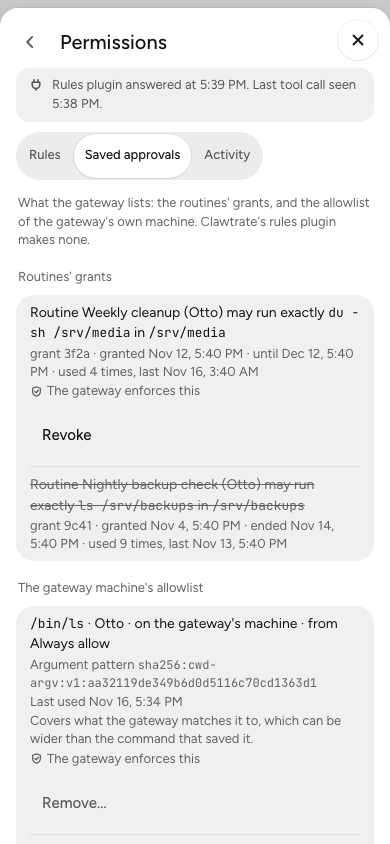 Permissions
Rules plugin answered at 5:39 PM. Last tool call seen
5:38 PM.
Rules
Saved approvals
Activity
What the gateway lists: the routines' grants, and the allowlist
of the gateway's own machine. Clawtrate's rules plugin
makes none.
Routines' grants
Routine Weekly cleanup (Otto) may run exactly du -
sh /srv/media in /srv/media
grant 3f2a · granted Nov 12, 5:40 PM · until Dec 12, 5:40
PM · used 4 times, last Nov 16, 3:40 AM
The gateway enforces this
Revoke
Routine Nightly backup check (Otto) may run
exactly ls /srv/backups in /srv/backups
grant 9c41 · granted Nov 4, 5:40 PM · ended Nov 14,
5:40 PM · used 9 times, last Nov 13, 5:40 PM
The gateway machine's allowlist
/bin/ls · Otto · on the gateway's machine · from
Always allow
Argument pattern sha256:cwd-
argv:v1:aa32119de349b6d0d5116c70cd1363d1
Last used Nov 16, 5:34 PM
Covers what the gateway matches it to, which can be
wider than the command that saved it.
The gateway enforces this
Remove...